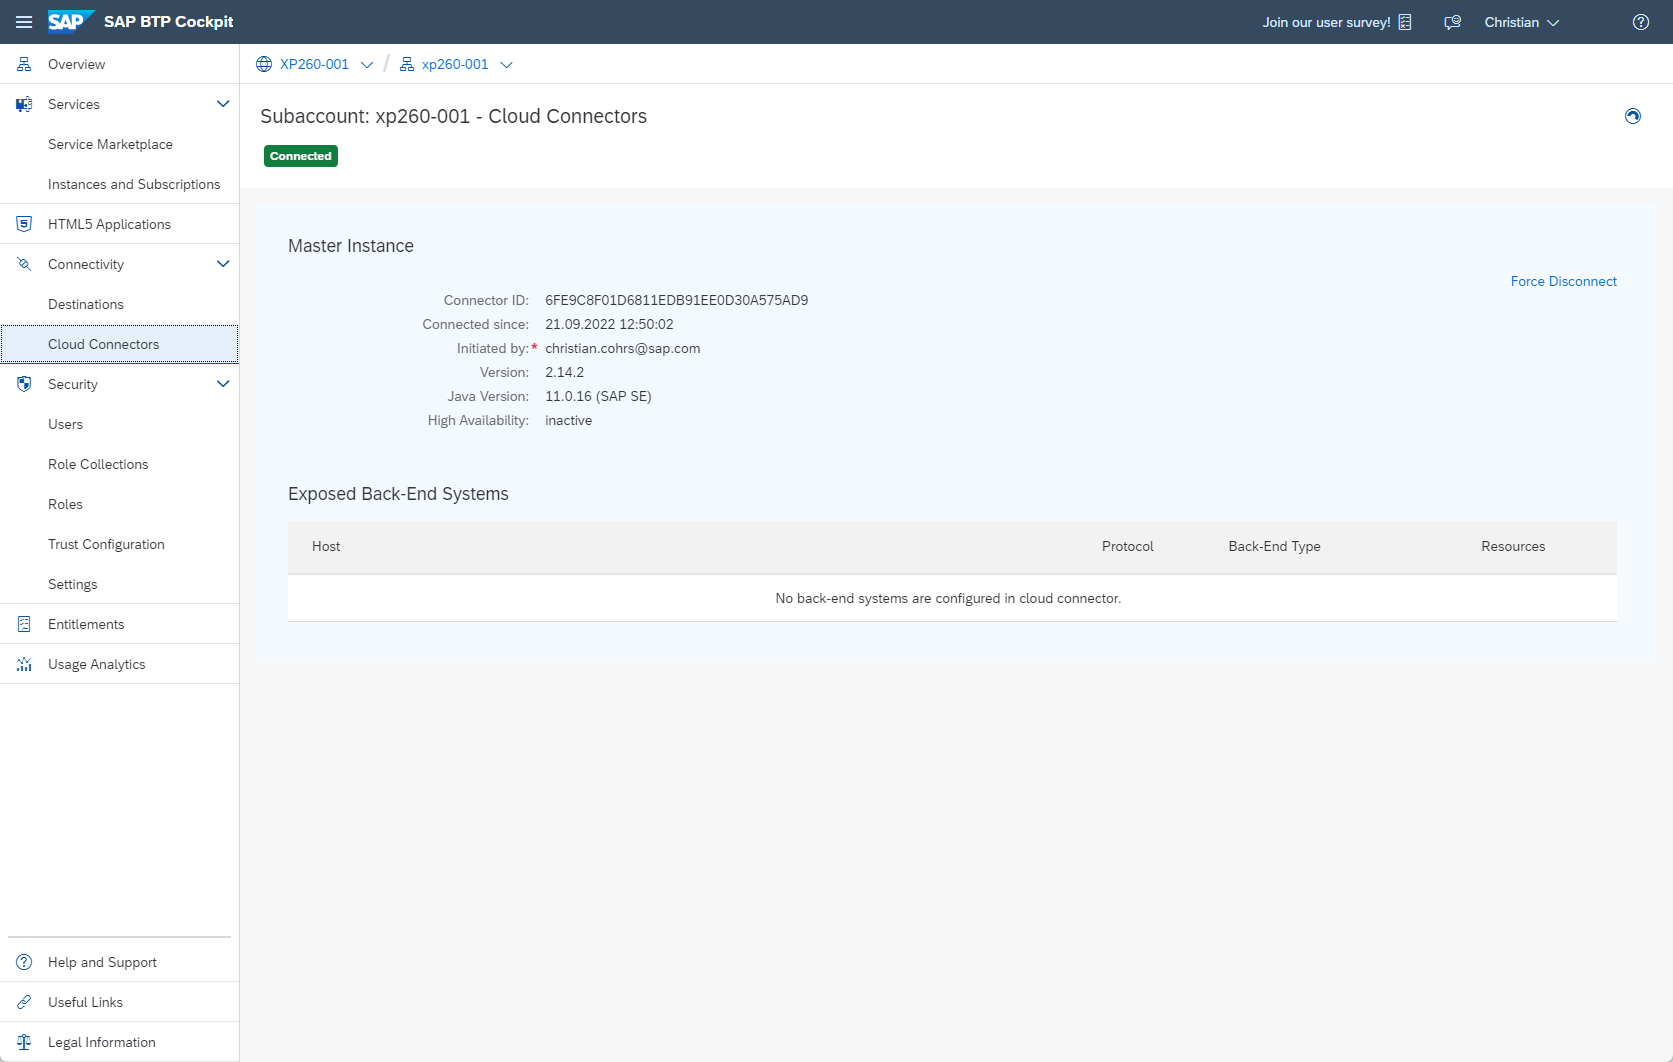 SAP SAP BTP Cockpit
Join our user survey!
Christian
Overview
Services
Service Marketplace
Instances and Subscriptions
HTML5 Applications
Connectivity
Destinations
Cloud Connectors
Security
Users
Role Collections
Roles
Trust Configuration
Settings
Entitlements
Usage Analytics
Help and Support
Useful Links
Legal Information
XP260-001 / xp260-001
Subaccount: xp260-001 - Cloud Connectors
Connected
Master Instance
Force Disconnect
Connector ID: 6FE9C8F01D6811EDB91EE0D30A575AD9
Connected since: 21.09.2022 12:50:02
Initiated by:* christian.cohrs@sap.com
Version: 2.14.2
Java Version: 11.0.16 (SAP SE)
High Availability: inactive
Exposed Back-End Systems
Host Protocol Back-End Type Resources
No back-end systems are configured in cloud connector.